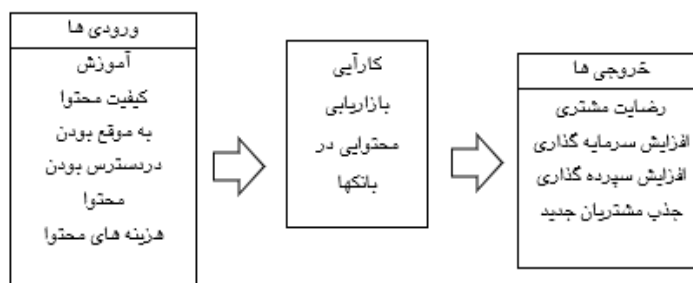 ورودی ها
آموزش
کیفیت محتوا
به موقع بودن
دردسترس بودن
محتوا
هزینه های محتوا
کارآیی
بازاریابی
محتوایی در
بانکها
خروجی ها
رضایت مشتری
افزایش سرمایه گذاری
افزایش سپرده گذاری
جذب مشتریان جدید